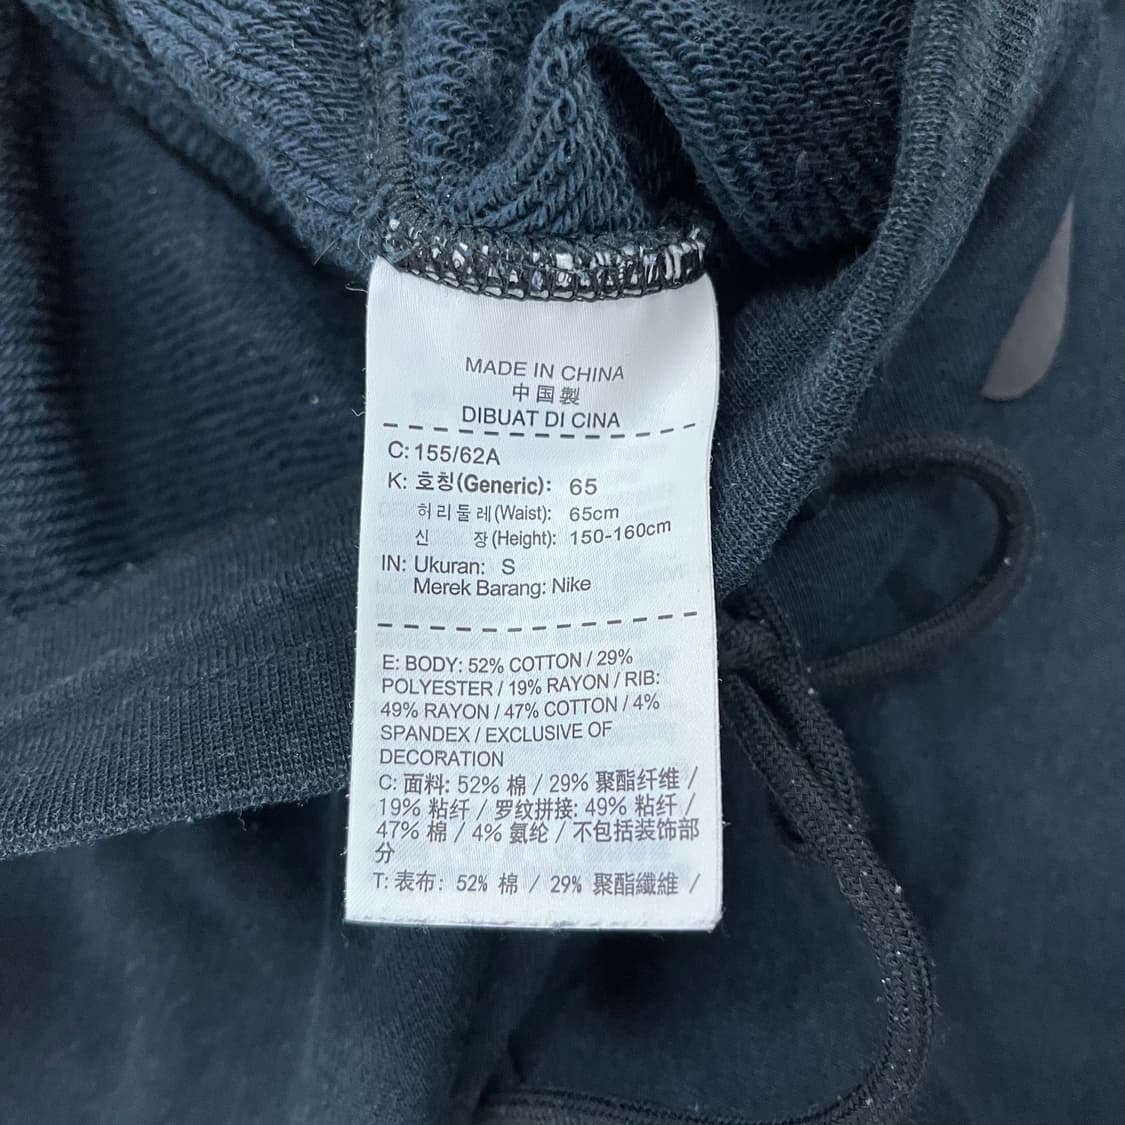 MADE IN CHINA
中国製
DIBUAT DI CINA
C: 155/62A
K: 호칭(Generic): 65
허리둘레(Waist): 65cm
신 장(Height): 150-160cm
IN: Ukuran: S
Merek Barang: Nike
E: BODY: 52% COTTON / 29%
POLYESTER / 19% RAYON / RIB:
49% RAYON / 47% COTTON / 4%
SPANDEX / EXCLUSIVE OF
DECORATION
C: 面料: 52% 棉 / 29% 聚酯纤维 /
19% 粘纤 / 罗纹拼接: 49% 粘纤 /
47% 棉 / 4% 氨纶 / 不包括装饰部
分
T: 表布: 52% 棉 / 29% 聚酯纖維 /